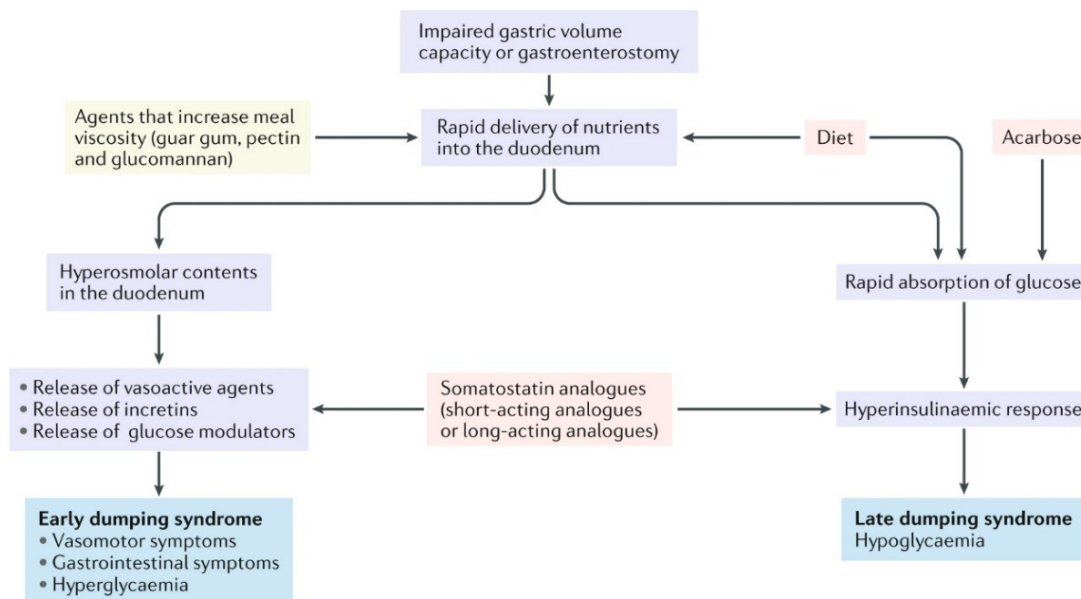 Impaired gastric volume
capacity or gastroenterostomy
Agents that increase meal
viscosity (guar gum, pectin
and glucomannan)
Rapid delivery of nutrients
into the duodenum
Diet
Acarbose
Hyperosmolar contents
in the duodenum
Rapid absorption of glucose
• Release of vasoactive agents
• Release of incretins
• Release of glucose modulators
Somatostatin analogues
(short-acting analogues
or long-acting analogues)
Hyperinsulinaemic response
Early dumping syndrome
• Vasomotor symptoms
• Gastrointestinal symptoms
• Hyperglycaemia
Late dumping syndrome
Hypoglycaemia